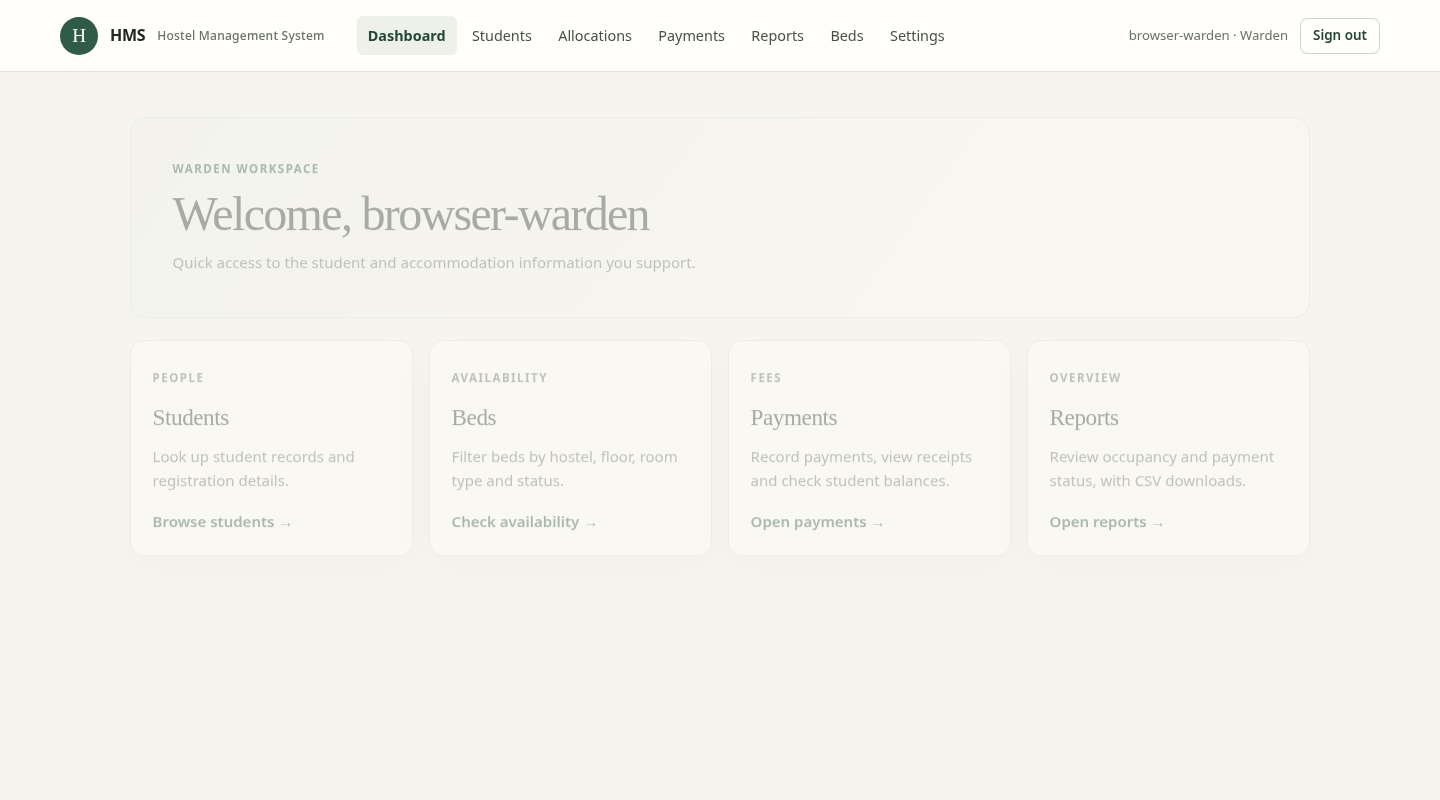 H HMS Hostel Management System Dashboard Students Allocations Payments Reports Beds Settings browser-warden · Warden Sign out
WARDEN WORKSPACE
Welcome, browser-warden
Quick access to the student and accommodation information you support.
PEOPLE
Students
Look up student records and
registration details.
Browse students →
AVAILABILITY
Beds
Filter beds by hostel, floor, room
type and status.
Check availability →
FEES
Payments
Record payments, view receipts
and check student balances.
Open payments →
OVERVIEW
Reports
Review occupancy and payment
status, with CSV downloads.
Open reports →